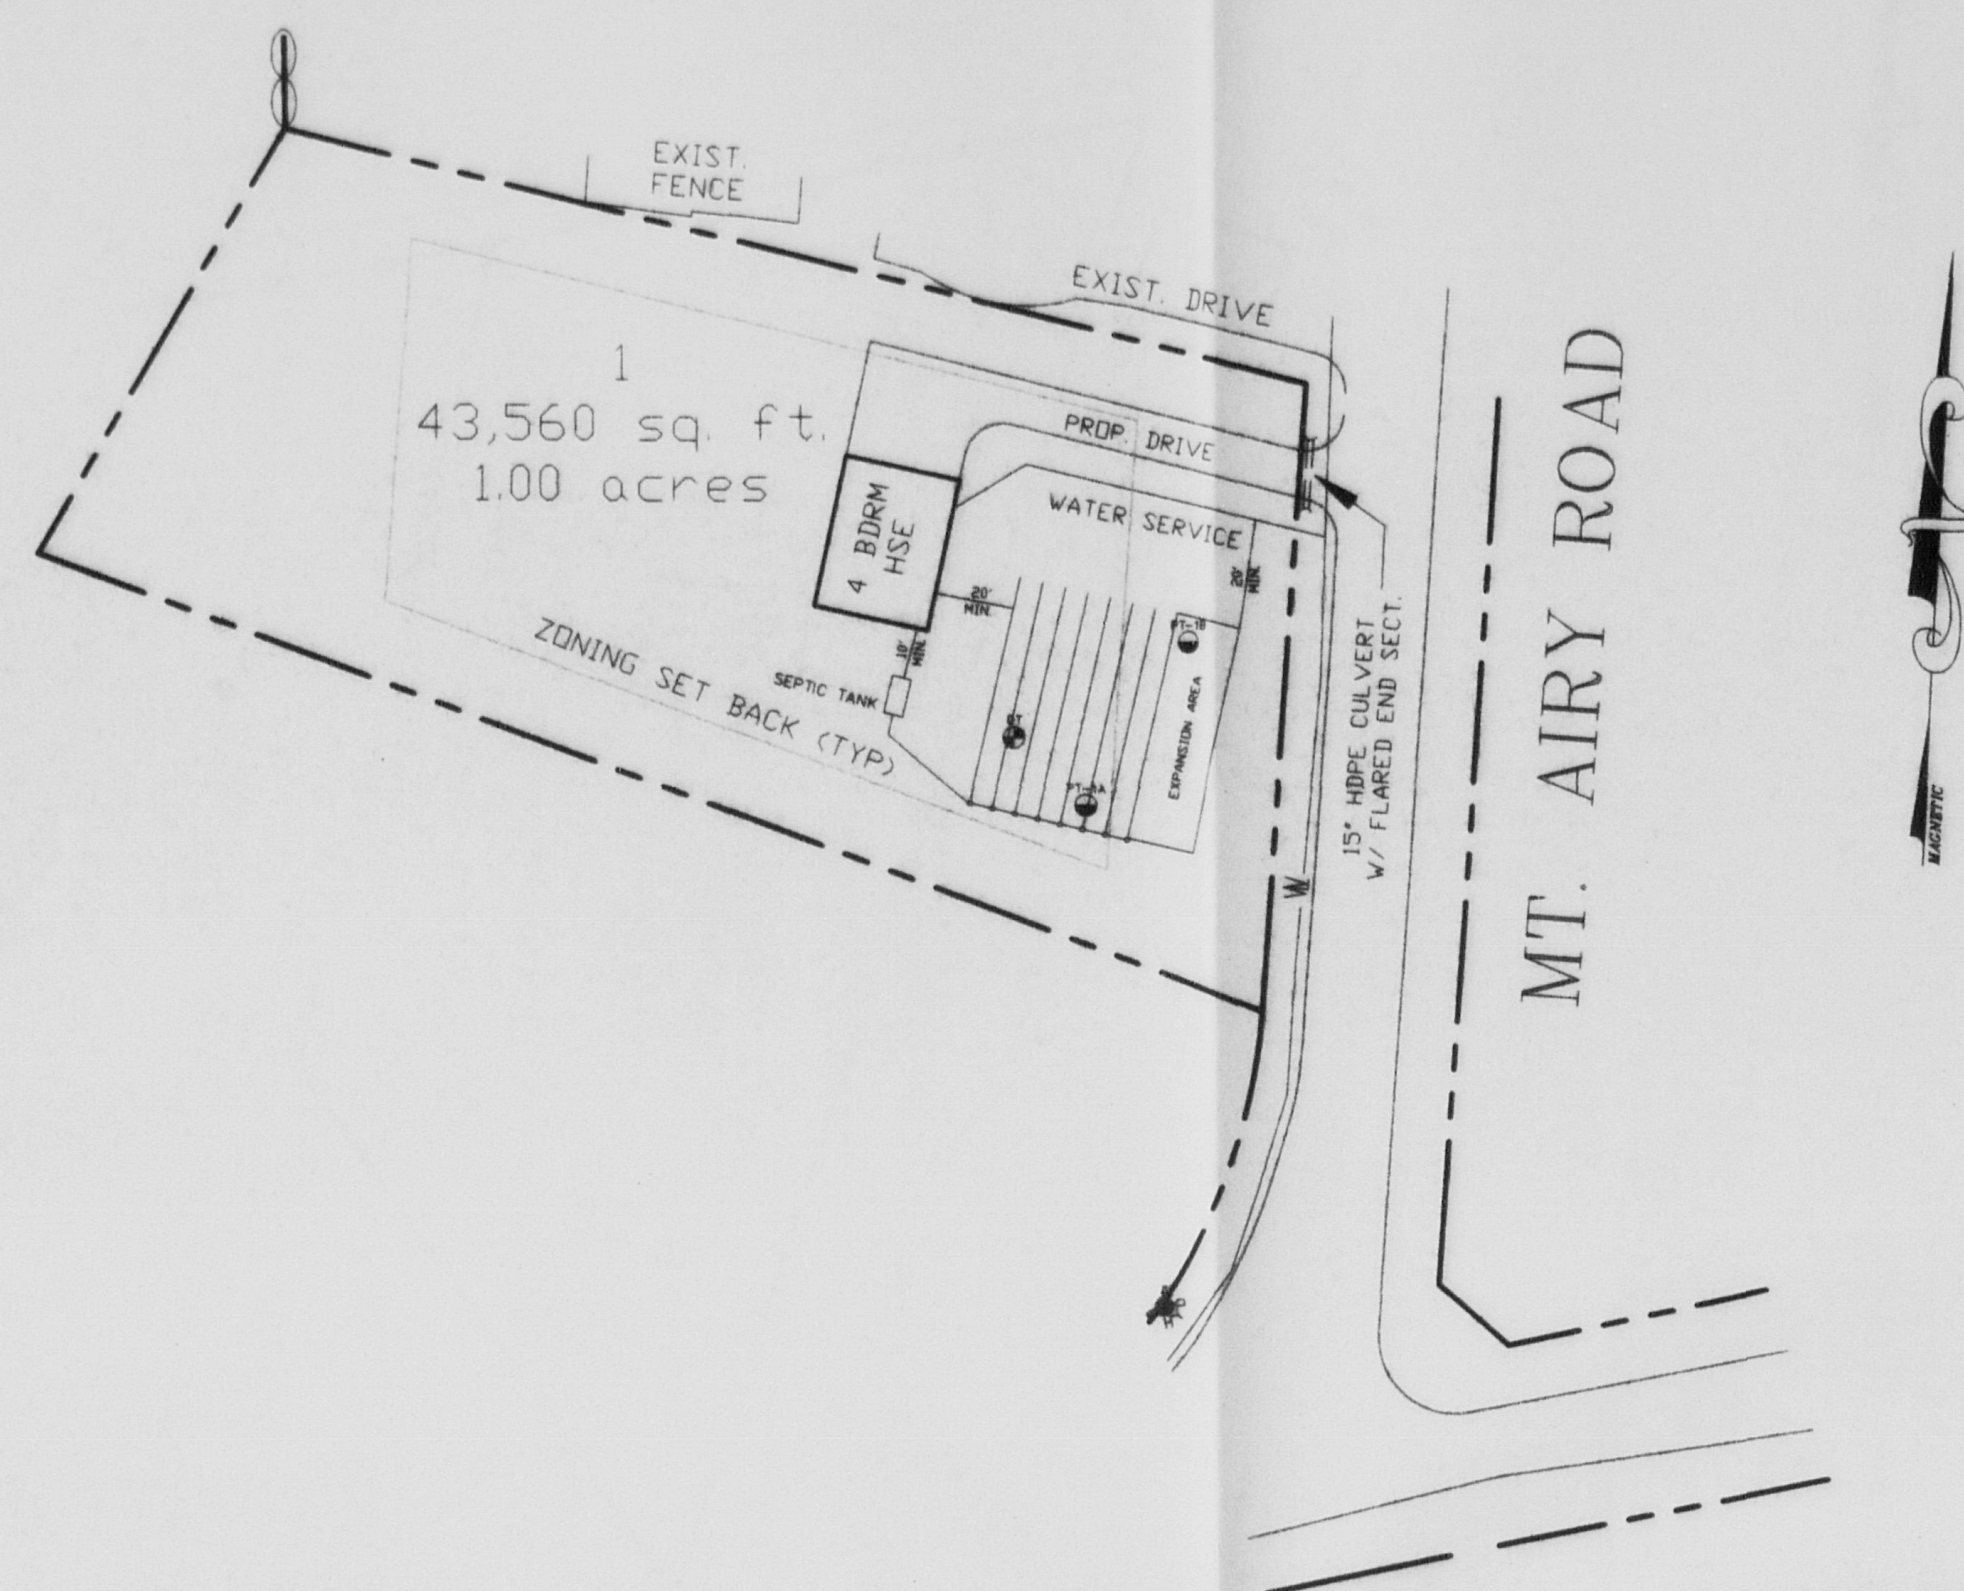 EXIST.
FENCE
EXIST. DRIVE
1
43,560 sq. ft.
1.00 acres
PROP. DRIVE
WATER SERVICE
4 BDRM
HSE
20'
MIN.
20'
MIN.
10'
MIN.
SEPTIC TANK
ZONING SET BACK (TYP)
EXPANSION AREA
15" HDPE CULVERT
W/ FLARED END SECT.
W
MT. AIRY ROAD
MAGNETIC